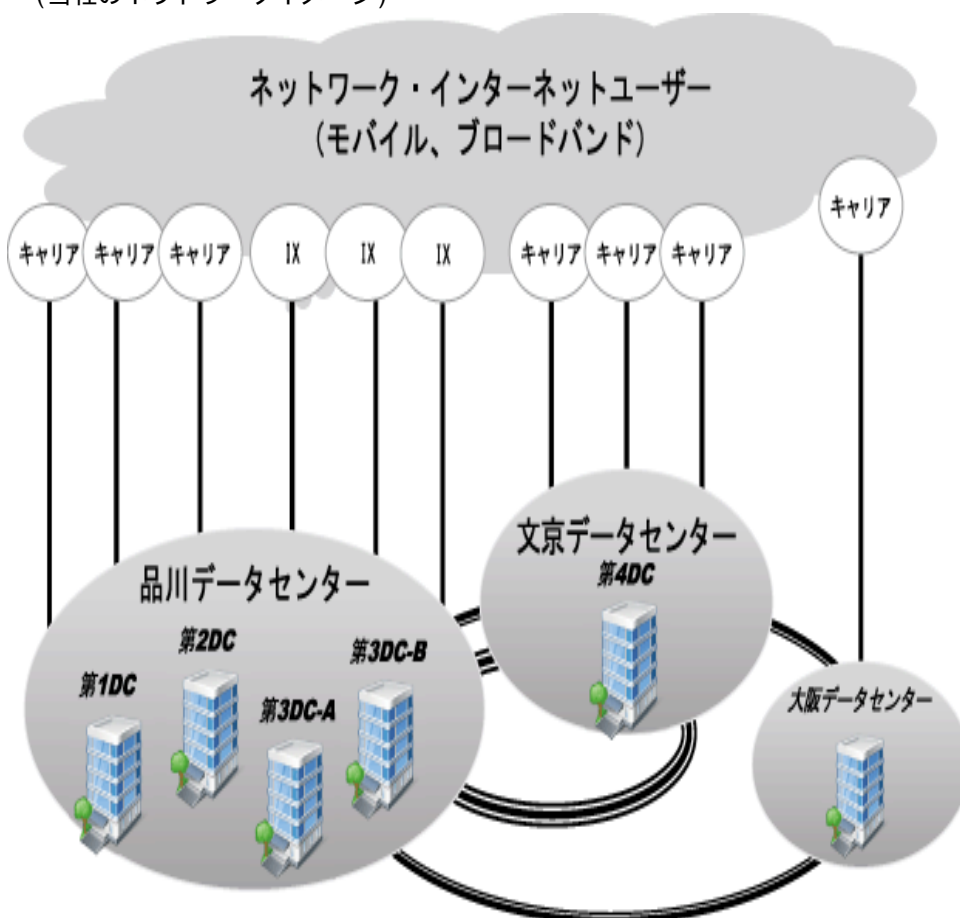 ネットワーク・インターネットユーザー
(モバイル、ブロードバンド)
キャリア
キャリア
キャリア
キャリア
IX
IX
IX
キャリア
キャリア
キャリア
文京データセンター
第4DC
品川データセンター
第2DC
第3DC-B
第1DC
第3DC-A
大阪データセンター